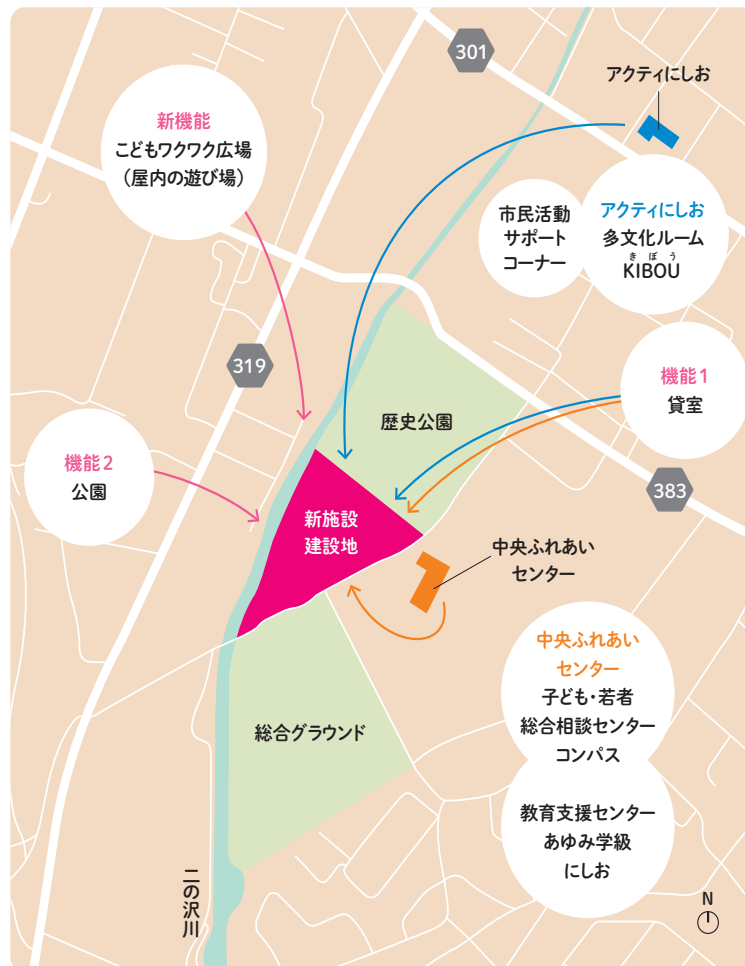 301
アクティにしお
新機能
こどもワクワク広場
(屋内の遊び場)
市民活動
サポート
コーナー
アクティにしお
多文化ルーム
きぼう
KIBOU
319
機能1
貸室
歴史公園
機能2
公園
383
新施設
建設地
中央ふれあい
センター
中央ふれあい
センター
子ども・若者
総合相談センター
コンパス
総合グラウンド
教育支援センター
あゆみ学級
にしお
二の沢川
N